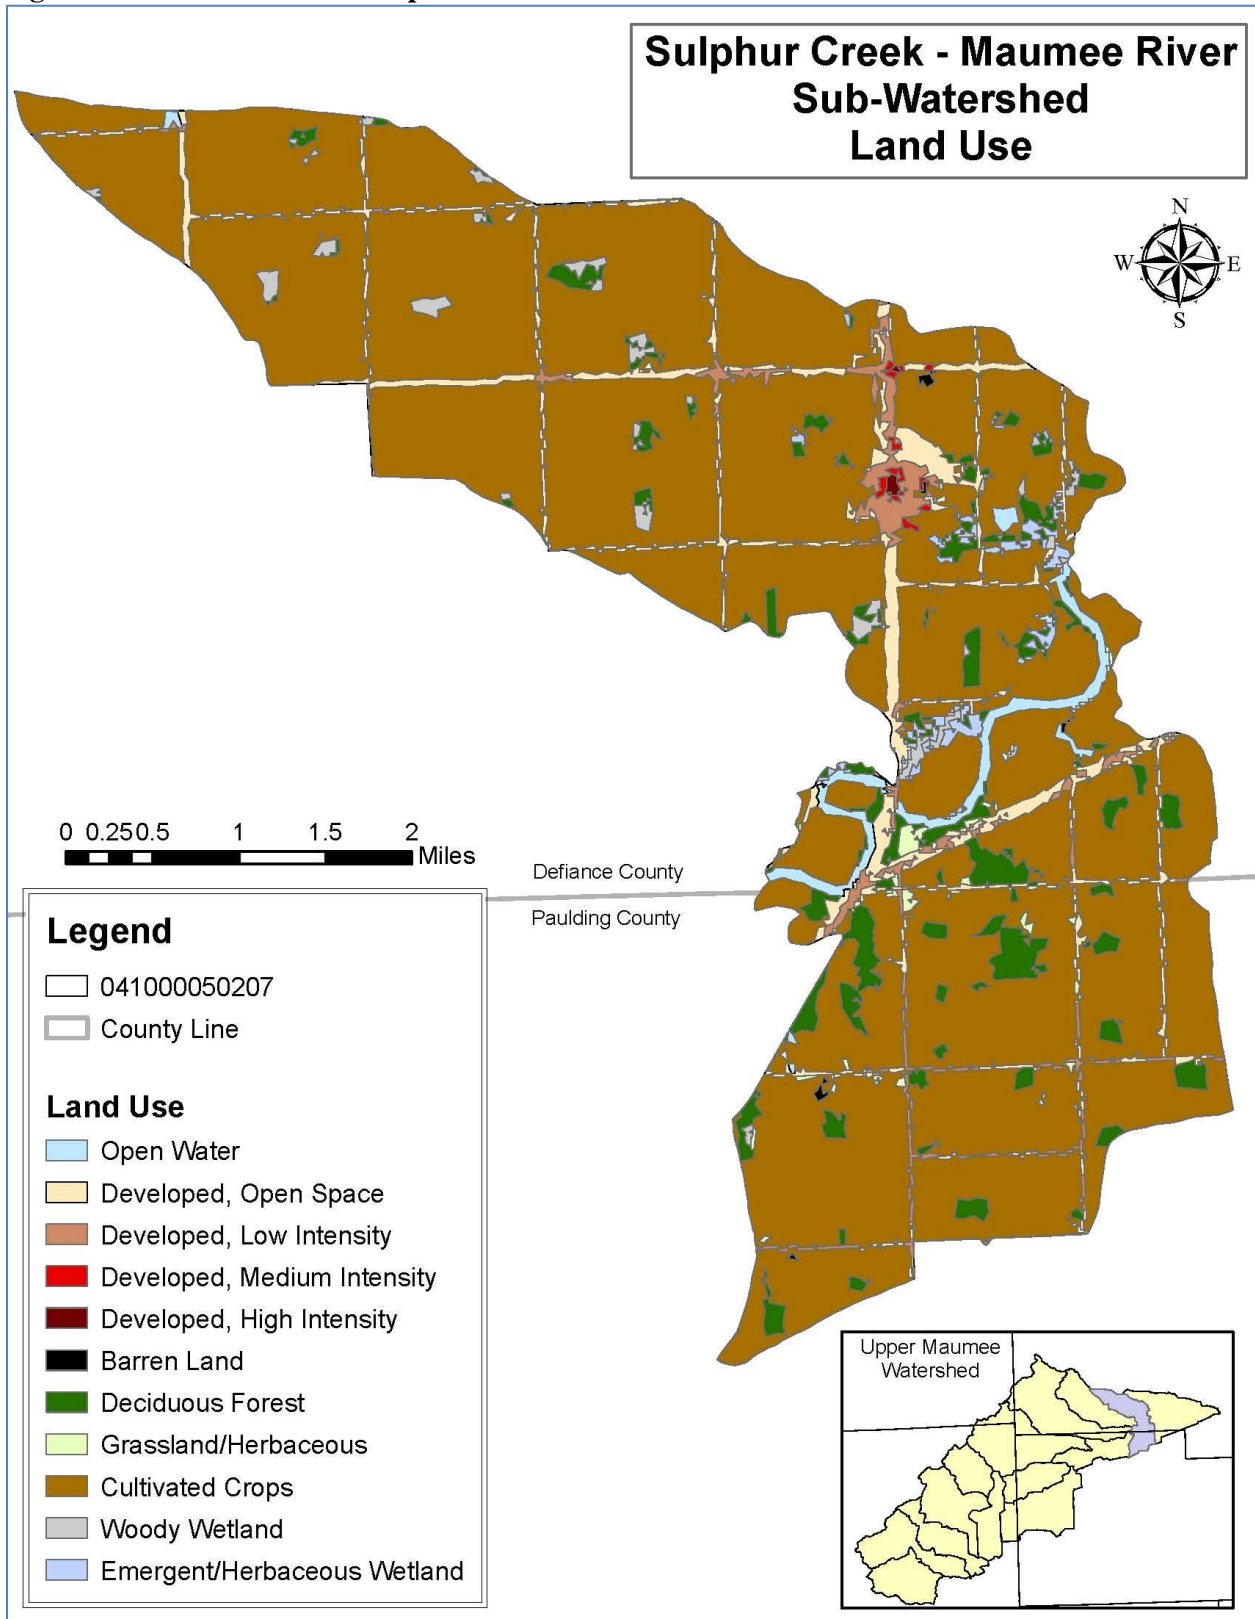 Sulphur Creek - Maumee River
Sub-Watershed
Land Use
N
W
E
S
0 0.25 0.5 1 1.5 2
Miles
Defiance County
Paulding County
Legend
041000050207
County Line
Land Use
Open Water
Developed, Open Space
Developed, Low Intensity
Developed, Medium Intensity
Developed, High Intensity
Barren Land
Deciduous Forest
Grassland/Herbaceous
Cultivated Crops
Woody Wetland
Emergent/Herbaceous Wetland
Upper Maumee
Watershed